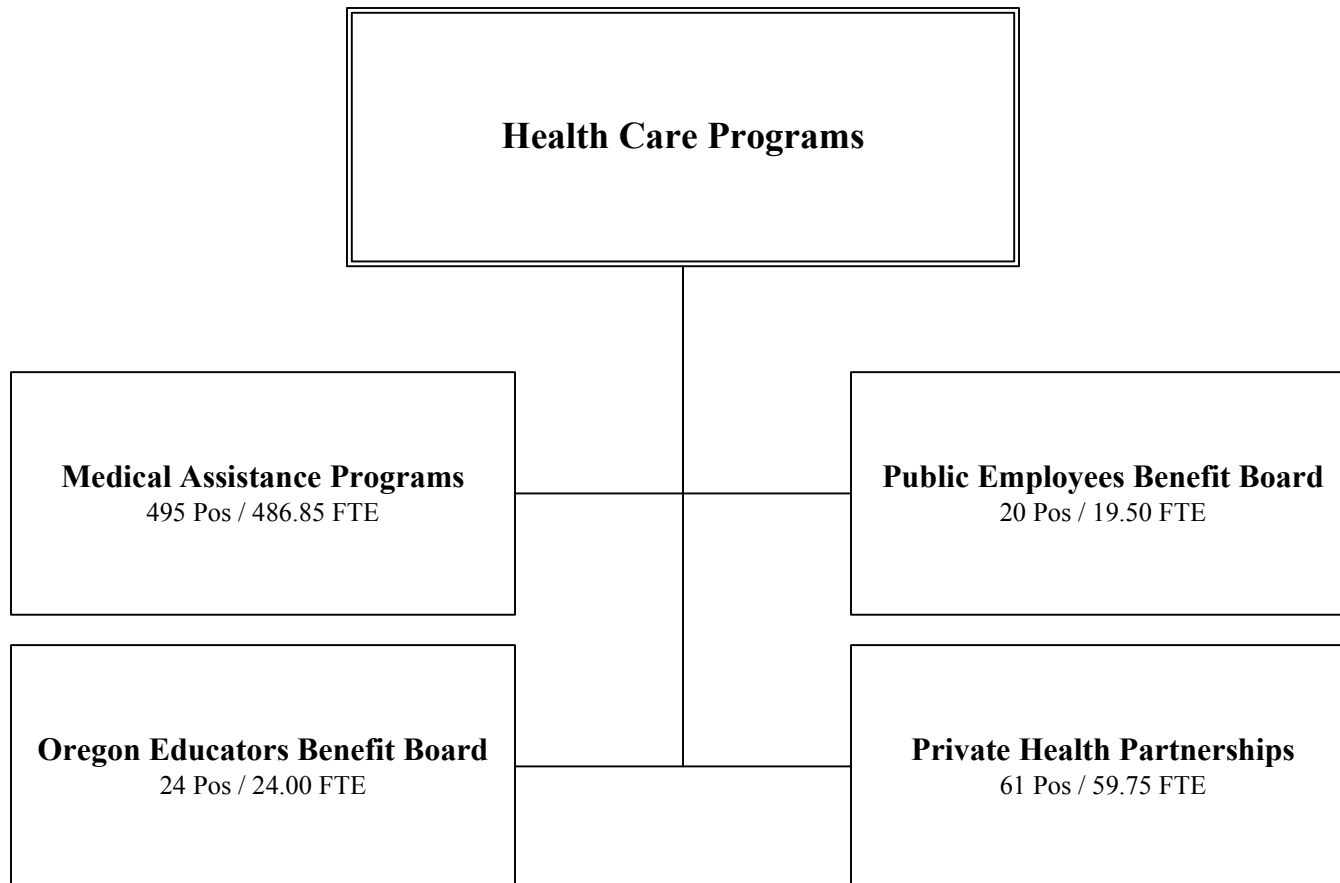 Health Care Programs
Medical Assistance Programs
495 Pos / 486.85 FTE
Public Employees Benefit Board
20 Pos / 19.50 FTE
Oregon Educators Benefit Board
24 Pos / 24.00 FTE
Private Health Partnerships
61 Pos / 59.75 FTE